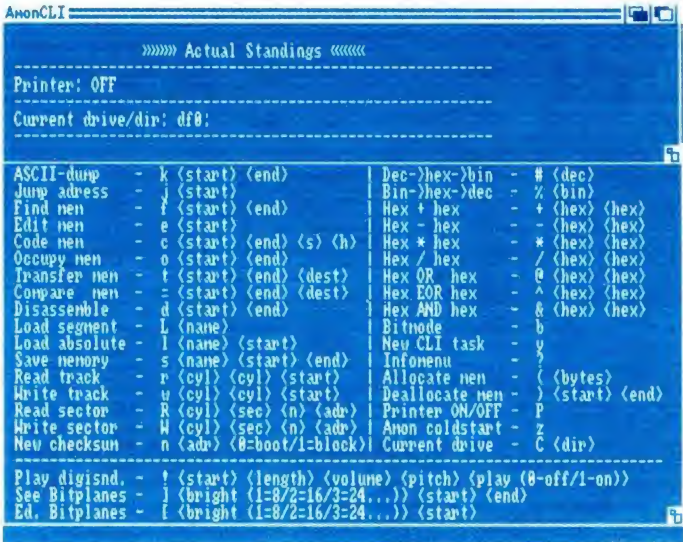 AmonCLI
»»»» Actual Standings ««««
Printer: OFF
Current drive/dir: df0:
ASCII-dump - k <start> <end> | Dec->hex->bin - # <dec>
Jump adress - j <start> | Bin->hex->dec - % <bin>
Find mem - f <start> <end> | Hex + hex - + <hex> <hex>
Edit mem - e <start> | Hex - hex - - <hex> <hex>
Code mem - c <start> <end> <s> <h> | Hex * hex - * <hex> <hex>
Occupy mem - o <start> <end> | Hex / hex - / <hex> <hex>
Transfer mem - t <start> <end> <dest> | Hex OR hex - @ <hex> <hex>
Compare mem - = <start> <end> <dest> | Hex EOR hex - ^ <hex> <hex>
Disassemble - d <start> <end> | Hex AND hex - & <hex> <hex>
Load segment - L <name> | Bitmode - b
Load absolute - l <name> <start> | New CLI task - y
Save memory - s <name> <start> <end> | Infomenu - ?
Read track - r <cyl> <cyl> <start> | Allocate mem - ( <bytes>
Write track - w <cyl> <cyl> <start> | Deallocate mem - ) <start> <end>
Read sector - R <cyl> <sec> <n> <adr> | Printer ON/OFF - P
Write sector - W <cyl> <sec> <n> <adr> | Amon coldstart - z
New checksum - n <adr> <0=boot/1=block> | Current drive - C <dir>
Play digisnd. - ! <start> <length> <volume> <pitch> <play (0-off/1-on)>
See Bitplanes - ] <bright (1=8/2=16/3=24...)> <start> <end>
Ed. Bitplanes - [ <bright (1=8/2=16/3=24...)> <start>